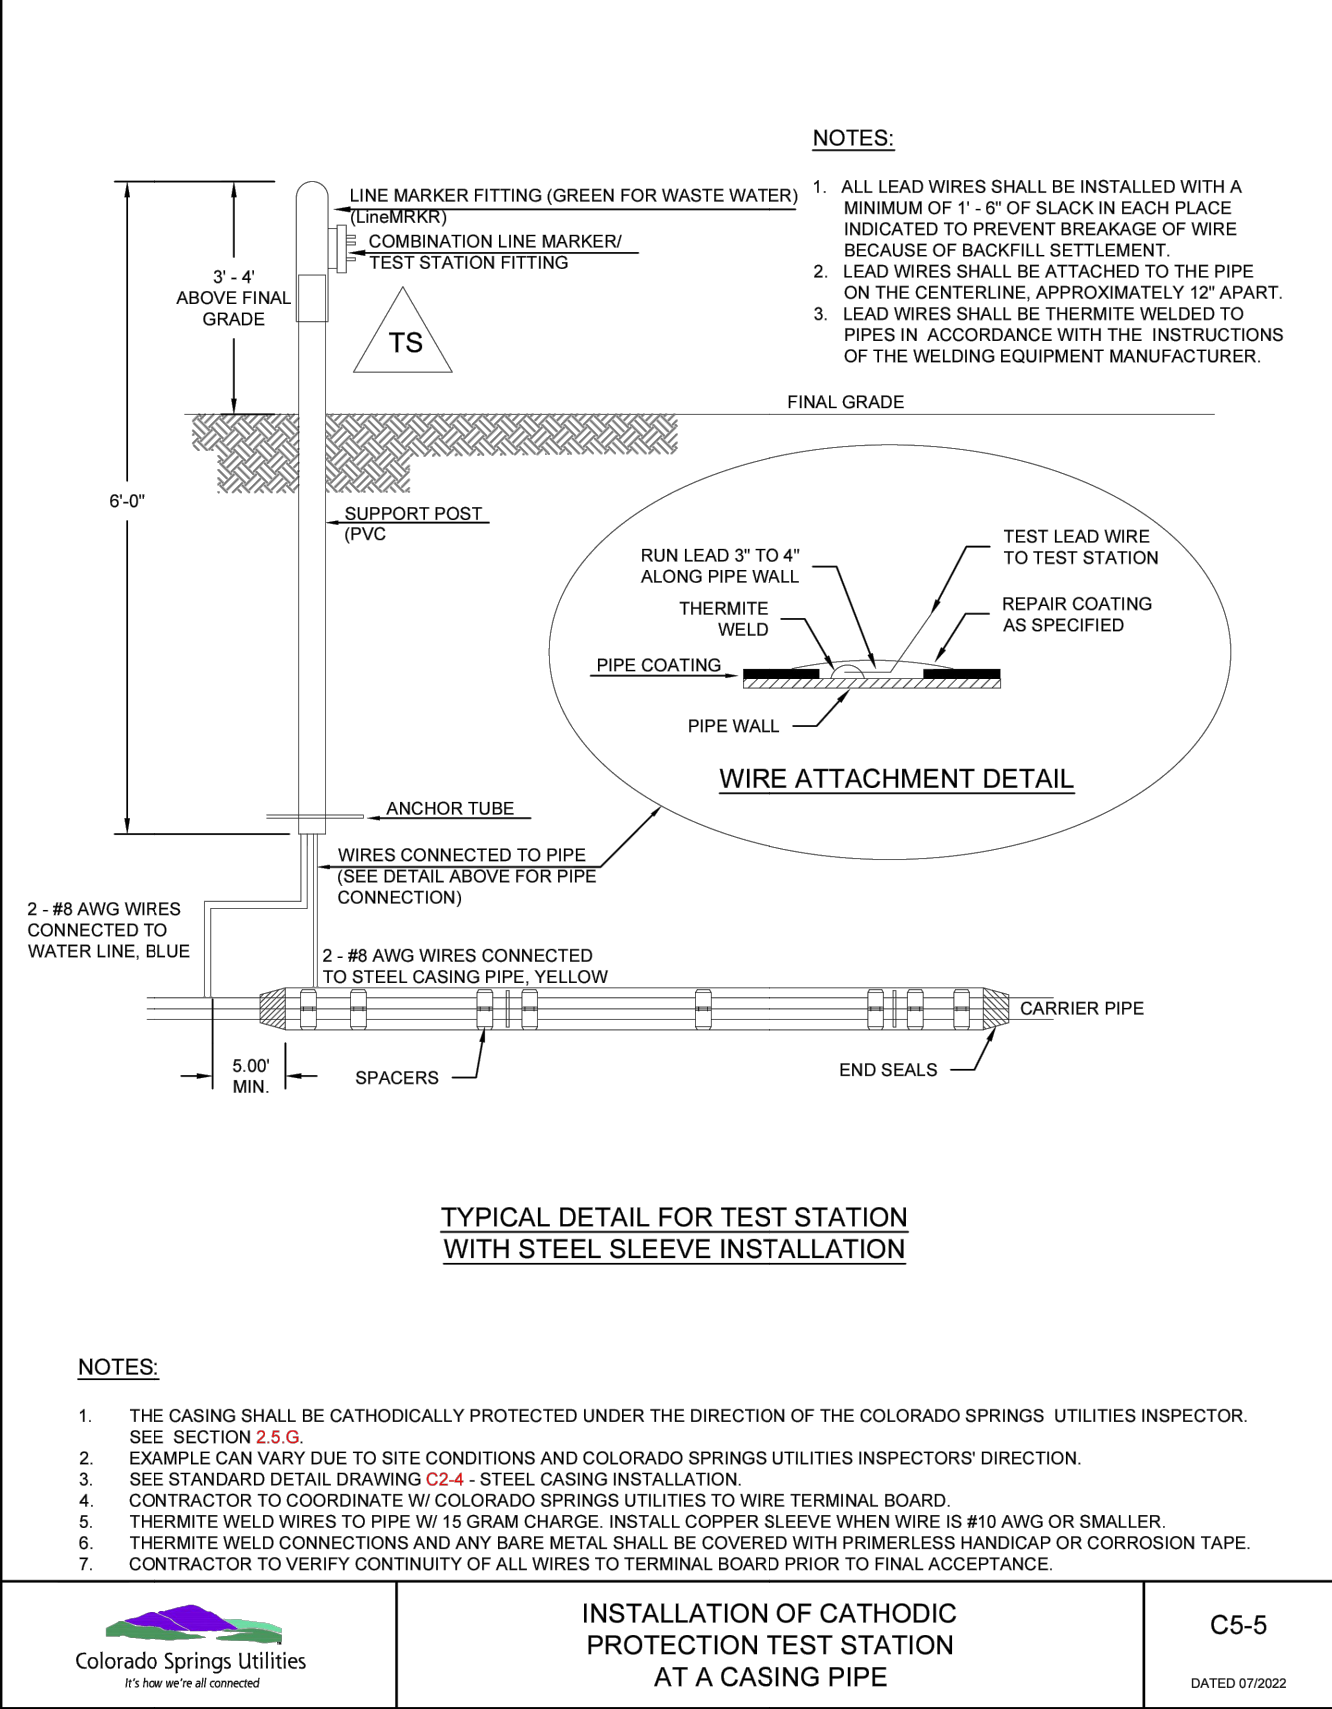 NOTES:
1. ALL LEAD WIRES SHALL BE INSTALLED WITH A
MINIMUM OF 1' - 6" OF SLACK IN EACH PLACE
INDICATED TO PREVENT BREAKAGE OF WIRE
BECAUSE OF BACKFILL SETTLEMENT.
2. LEAD WIRES SHALL BE ATTACHED TO THE PIPE
ON THE CENTERLINE, APPROXIMATELY 12" APART.
3. LEAD WIRES SHALL BE THERMITE WELDED TO
PIPES IN ACCORDANCE WITH THE INSTRUCTIONS
OF THE WELDING EQUIPMENT MANUFACTURER.
LINE MARKER FITTING (GREEN FOR WASTE WATER)
(LineMRKR)
COMBINATION LINE MARKER/
TEST STATION FITTING
3' - 4'
ABOVE FINAL
GRADE
TS
FINAL GRADE
6'-0"
SUPPORT POST
(PVC
RUN LEAD 3" TO 4"
ALONG PIPE WALL
TEST LEAD WIRE
TO TEST STATION
THERMITE
WELD
REPAIR COATING
AS SPECIFIED
PIPE COATING
PIPE WALL
WIRE ATTACHMENT DETAIL
ANCHOR TUBE
WIRES CONNECTED TO PIPE
(SEE DETAIL ABOVE FOR PIPE
CONNECTION)
2 - #8 AWG WIRES
CONNECTED TO
WATER LINE, BLUE
2 - #8 AWG WIRES CONNECTED
TO STEEL CASING PIPE, YELLOW
CARRIER PIPE
5.00'
MIN.
SPACERS
END SEALS
TYPICAL DETAIL FOR TEST STATION
WITH STEEL SLEEVE INSTALLATION
NOTES:
1. THE CASING SHALL BE CATHODICALLY PROTECTED UNDER THE DIRECTION OF THE COLORADO SPRINGS UTILITIES INSPECTOR.
SEE SECTION 2.5.G.
2. EXAMPLE CAN VARY DUE TO SITE CONDITIONS AND COLORADO SPRINGS UTILITIES INSPECTORS' DIRECTION.
3. SEE STANDARD DETAIL DRAWING C2-4 - STEEL CASING INSTALLATION.
4. CONTRACTOR TO COORDINATE W/ COLORADO SPRINGS UTILITIES TO WIRE TERMINAL BOARD.
5. THERMITE WELD WIRES TO PIPE W/ 15 GRAM CHARGE. INSTALL COPPER SLEEVE WHEN WIRE IS #10 AWG OR SMALLER.
6. THERMITE WELD CONNECTIONS AND ANY BARE METAL SHALL BE COVERED WITH PRIMERLESS HANDICAP OR CORROSION TAPE.
7. CONTRACTOR TO VERIFY CONTINUITY OF ALL WIRES TO TERMINAL BOARD PRIOR TO FINAL ACCEPTANCE.
Colorado Springs Utilities
It's how we're all connected
INSTALLATION OF CATHODIC
PROTECTION TEST STATION
AT A CASING PIPE
C5-5
DATED 07/2022